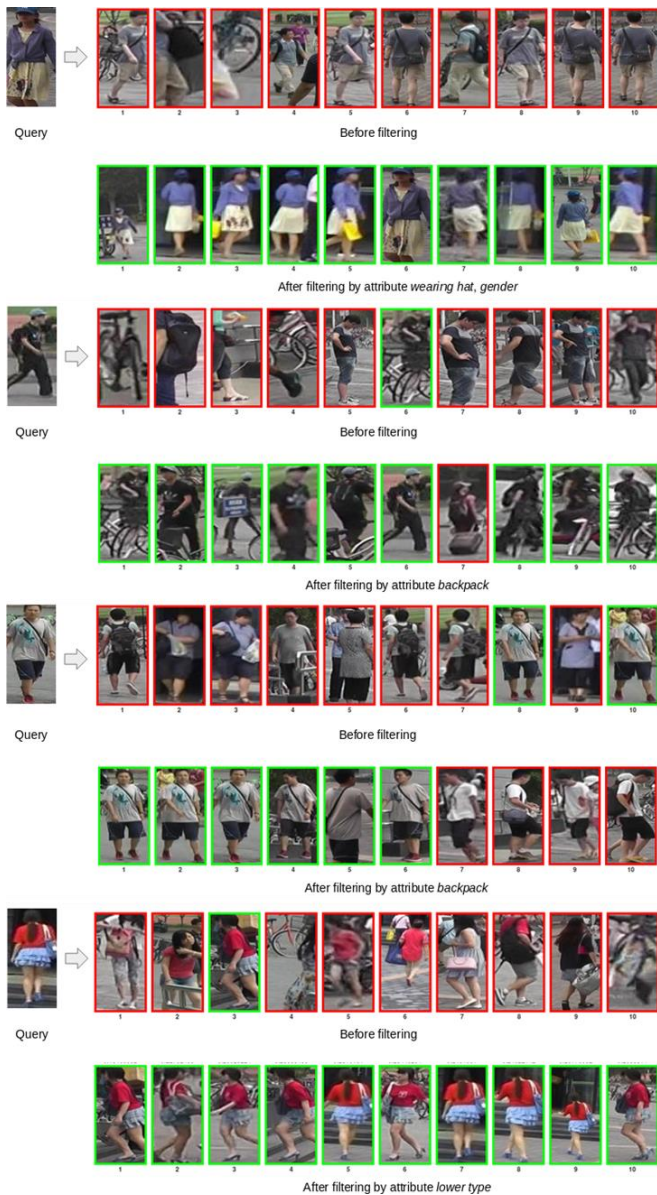 1 2 3 4 5 6 7 8 9 10
Query Before filtering
1 2 3 4 5 6 7 8 9 10
After filtering by attribute wearing hat, gender
1 2 3 4 5 6 7 8 9 10
Query Before filtering
1 2 3 4 5 6 7 8 9 10
After filtering by attribute backpack
1 2 3 4 5 6 7 8 9 10
Query Before filtering
1 2 3 4 5 6 7 8 9 10
After filtering by attribute backpack
1 2 3 4 5 6 7 8 9 10
Query Before filtering
1 2 3 4 5 6 7 8 9 10
After filtering by attribute lower type